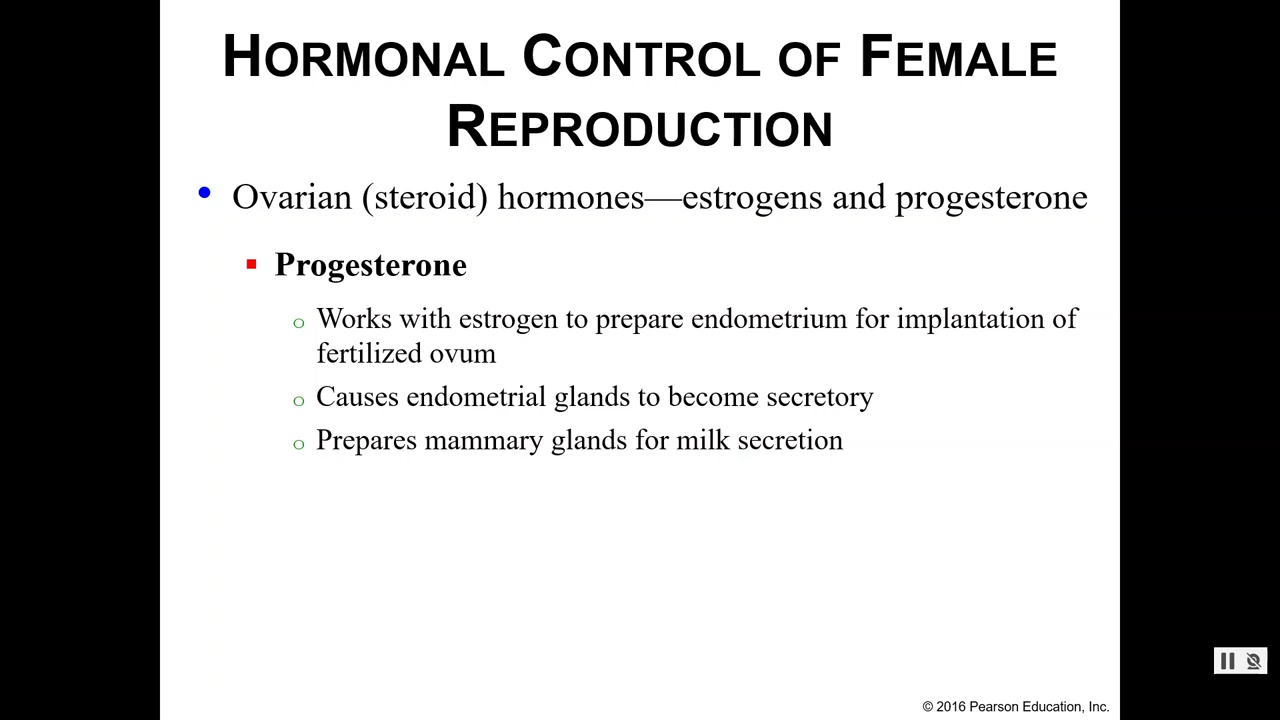 HORMONAL CONTROL OF FEMALE
REPRODUCTION
• Ovarian (steroid) hormones—estrogens and progesterone
▪ Progesterone
o Works with estrogen to prepare endometrium for implantation of
fertilized ovum
o Causes endometrial glands to become secretory
o Prepares mammary glands for milk secretion
© 2016 Pearson Education, Inc.